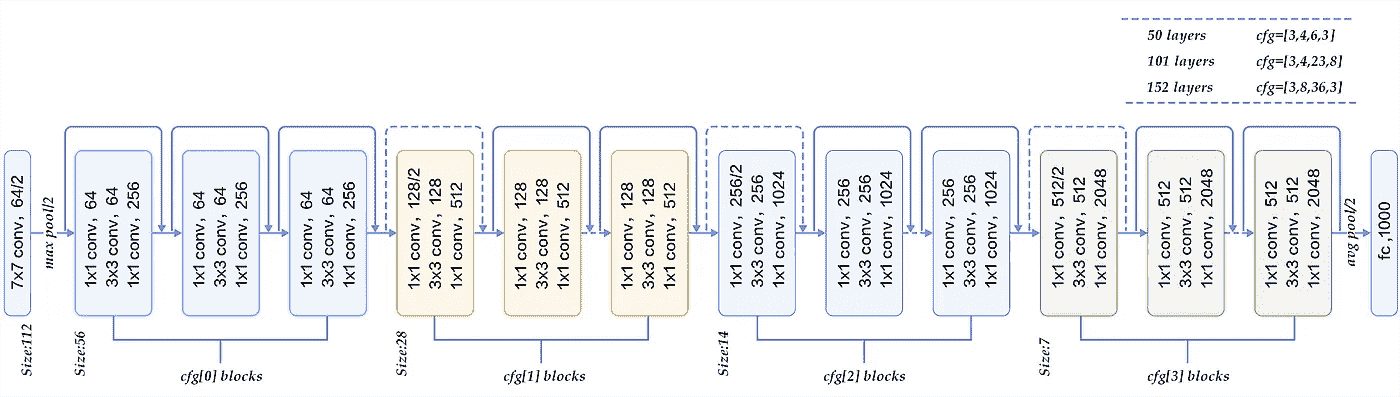 50 layers cfg=[3,4,6,3]
101 layers cfg=[3,4,23,8]
152 layers cfg=[3,8,36,3]
7x7 conv, 64/2
max pool/2
1x1 conv, 64
3x3 conv, 64
1x1 conv, 256
1x1 conv, 64
3x3 conv, 64
1x1 conv, 256
1x1 conv, 64
3x3 conv, 64
1x1 conv, 256
1x1 conv, 128/2
3x3 conv, 128
1x1 conv, 512
1x1 conv, 128
3x3 conv, 128
1x1 conv, 512
1x1 conv, 128
3x3 conv, 128
1x1 conv, 512
1x1 conv, 256/2
3x3 conv, 256
1x1 conv, 1024
1x1 conv, 256
3x3 conv, 256
1x1 conv, 1024
1x1 conv, 256
3x3 conv, 256
1x1 conv, 1024
1x1 conv, 512/2
3x3 conv, 512
1x1 conv, 2048
1x1 conv, 512
3x3 conv, 512
1x1 conv, 2048
1x1 conv, 512
3x3 conv, 512
1x1 conv, 2048
avg pool/2
fc ,1000
Size:112
Size:56
Size:28
Size:14
Size:7
cfg[0] blocks
cfg[1] blocks
cfg[2] blocks
cfg[3] blocks